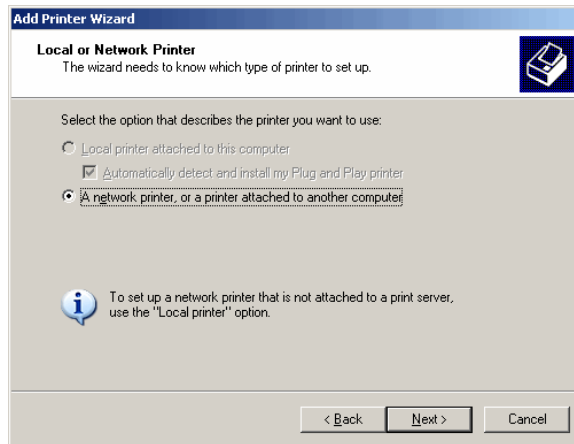 Add Printer Wizard
Local or Network Printer
The wizard needs to know which type of printer to set up.
Select the option that describes the printer you want to use:
Local printer attached to this computer
Automatically detect and install my Plug and Play printer
A network printer, or a printer attached to another computer
To set up a network printer that is not attached to a print server,
use the "Local printer" option.
< Back
Next >
Cancel